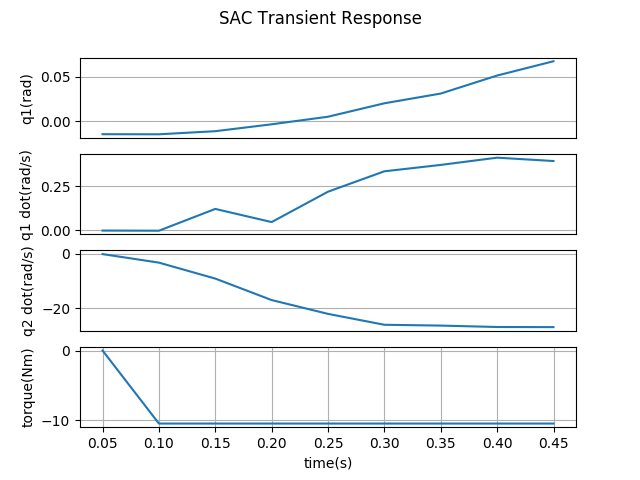 SAC Transient Response
q1(rad)
0.05
0.00
q1 dot(rad/s)
0.25
0.00
q2 dot(rad/s)
0
−20
torque(Nm)
0
−10
0.05 0.10 0.15 0.20 0.25 0.30 0.35 0.40 0.45
time(s)